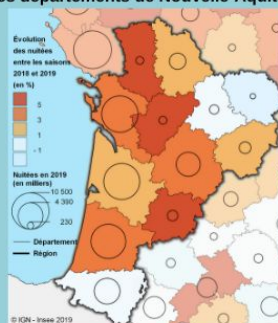 s départements de Nouvelle-Aquit
Évolution
des nuitées
entre les saisons
2018 et 2019
(en %)
5
3
1
- 1
Nuitées en 2019
(en milliers)
10 500
4 390
230
Département
Région
© IGN - Insee 2019